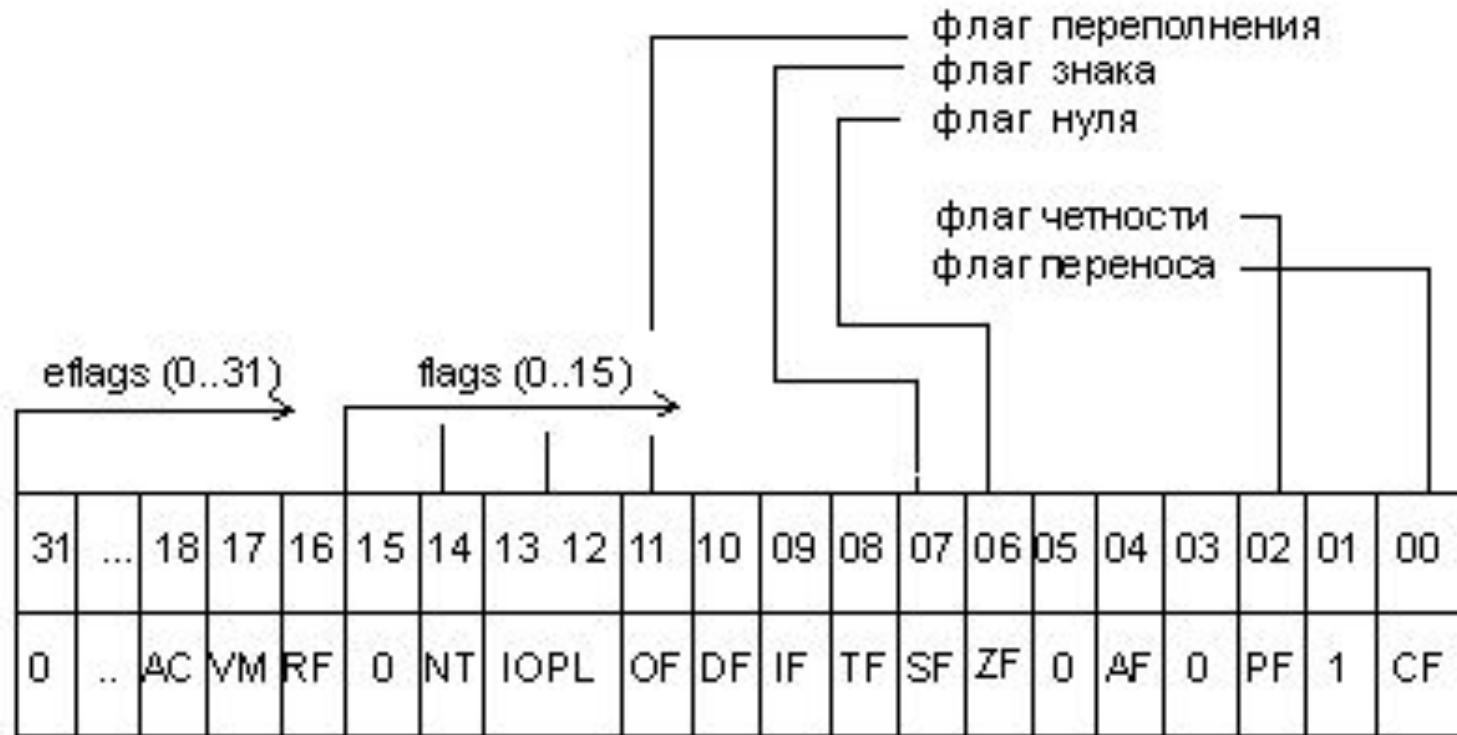 флаг переполнения
флаг знака
флаг нуля
флаг четности
флаг переноса
eflags (0..31) flags (0..15)
31 ... 18 17 16 15 14 13 12 11 10 09 08 07 06 05 04 03 02 01 00
0 .. AC VM RF 0 NT IOPL OF DF IF TF SF ZF 0 AF 0 PF 1 CF